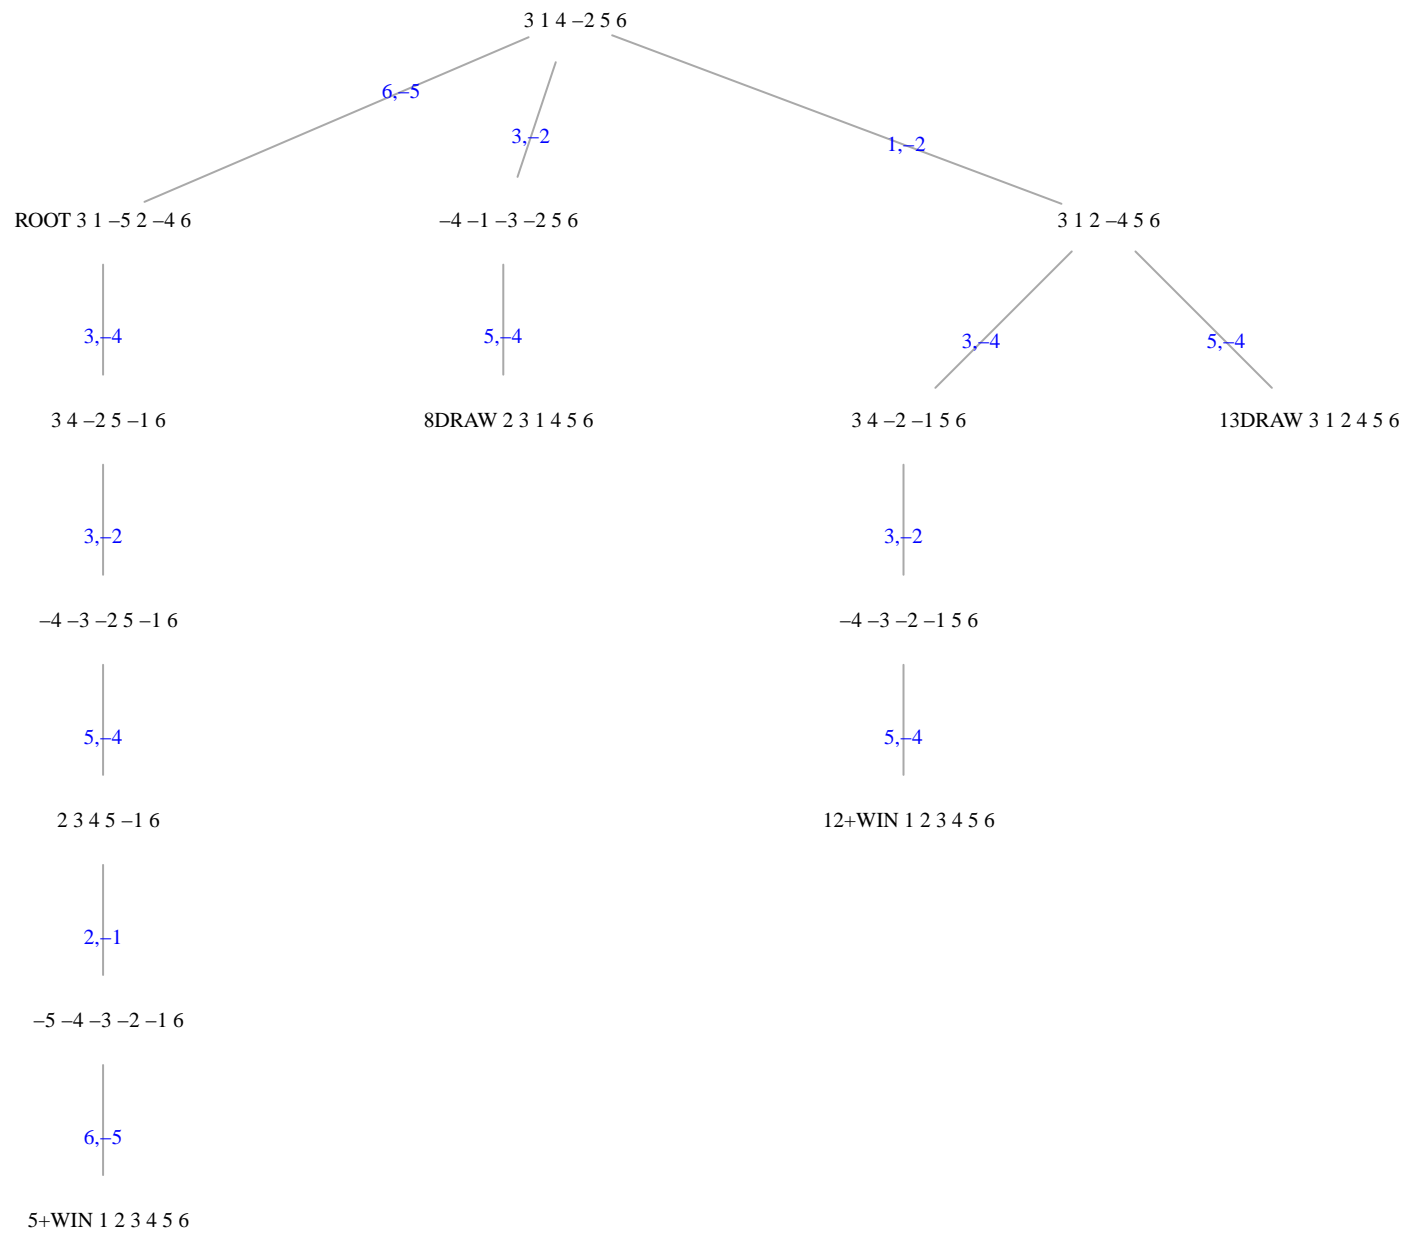 3 1 4 –2 5 6
6,–5
3,–2
1,–2
ROOT 3 1 –5 2 –4 6
–4 –1 –3 –2 5 6
3 1 2 –4 5 6
3,–4
5,–4
3,–4
5,–4
3 4 –2 5 –1 6
8DRAW 2 3 1 4 5 6
3 4 –2 –1 5 6
13DRAW 3 1 2 4 5 6
3,–2
3,–2
–4 –3 –2 5 –1 6
–4 –3 –2 –1 5 6
5,–4
5,–4
2 3 4 5 –1 6
12+WIN 1 2 3 4 5 6
2,–1
–5 –4 –3 –2 –1 6
6,–5
5+WIN 1 2 3 4 5 6